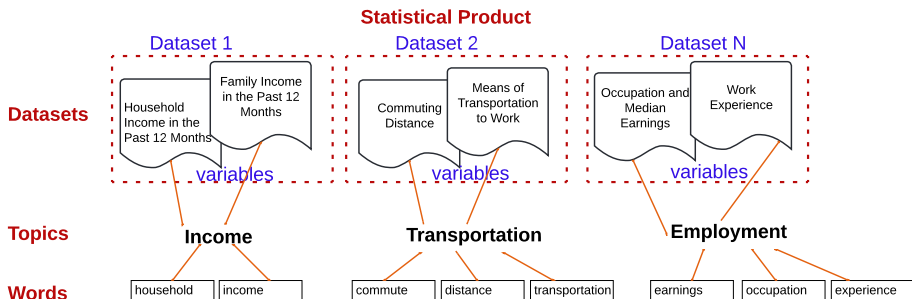 Statistical Product
Dataset 1
Dataset 2
Dataset N
Datasets
Household
Income in the
Past 12 Months
Family Income
in the Past 12
Months
variables
Commuting
Distance
Means of
Transportation
to Work
variables
Occupation and
Median
Earnings
Work
Experience
variables
Topics
Income
Transportation
Employment
Words
household
income
commute
distance
transportation
earnings
occupation
experience